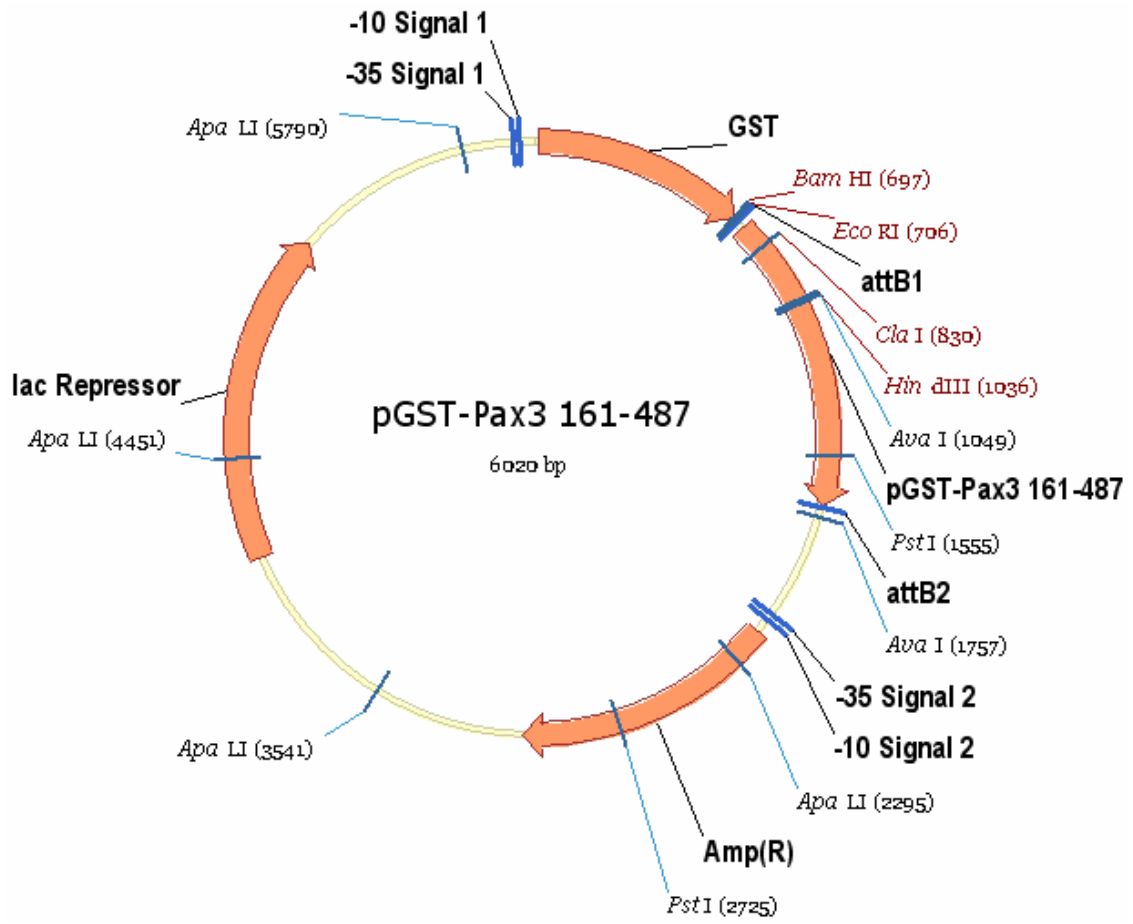 -10 Signal 1
-35 Signal 1
Apa LI (5790)
GST
Bam HI (697)
Eco RI (706)
attB1
Cla I (830)
Hin dIII (1036)
lac Repressor
pGST-Pax3 161-487
Apa LI (4451)
Ava I (1049)
6020 bp
pGST-Pax3 161-487
Pst I (1555)
attB2
Ava I (1757)
-35 Signal 2
-10 Signal 2
Apa LI (3541)
Apa LI (2295)
Amp(R)
Pst I (2725)